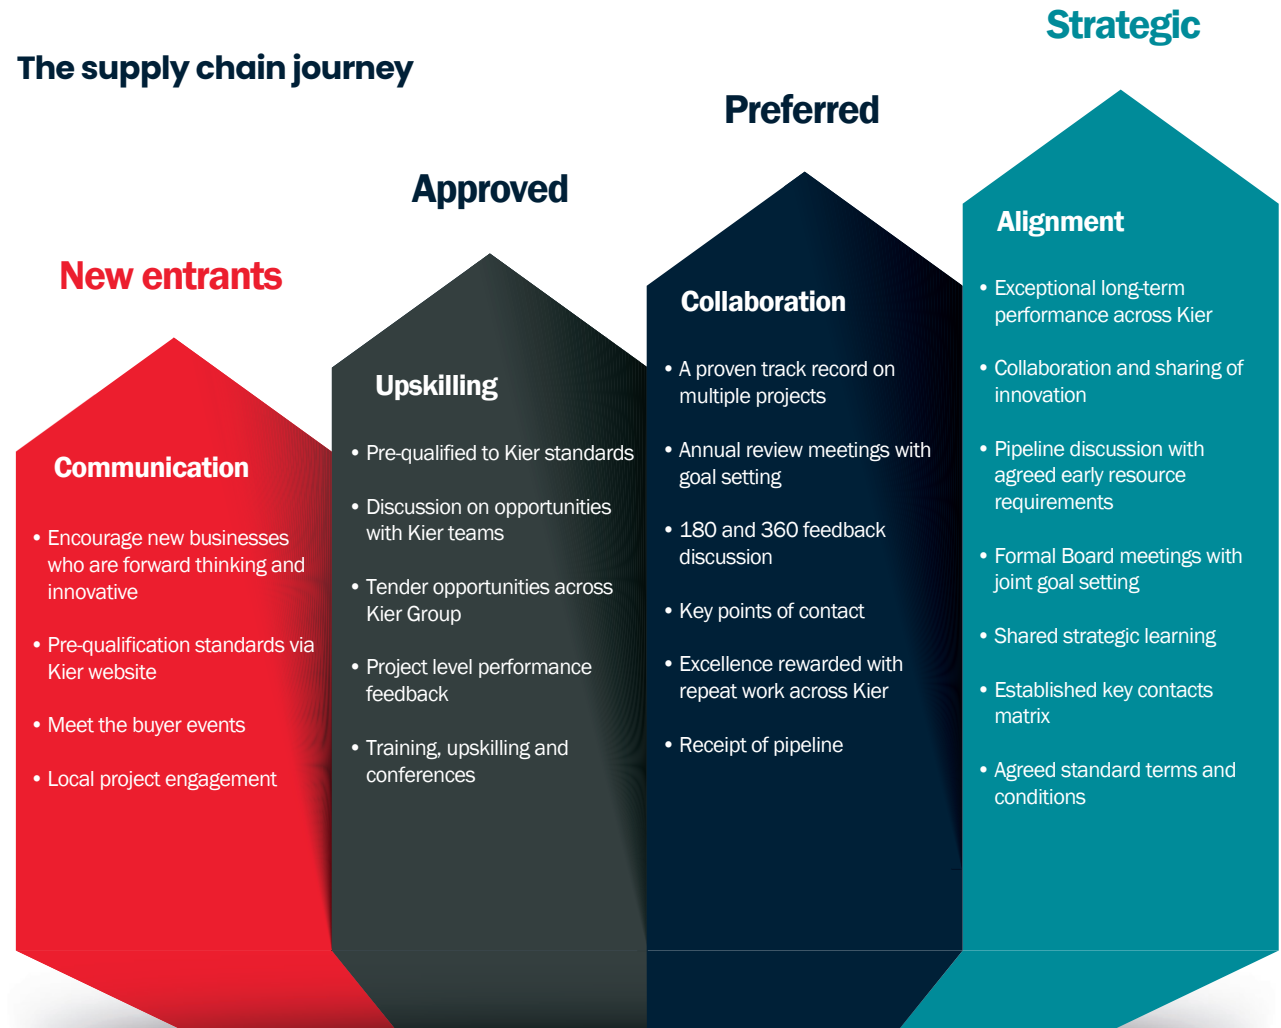 The supply chain journey
New entrants
Communication
• Encourage new businesses
who are forward thinking and
innovative
• Pre-qualification standards via
Kier website
• Meet the buyer events
• Local project engagement
Approved
Upskilling
• Pre-qualified to Kier standards
• Discussion on opportunities
with Kier teams
• Tender opportunities across
Kier Group
• Project level performance
feedback
• Training, upskilling and
conferences
Preferred
Collaboration
• A proven track record on
multiple projects
• Annual review meetings with
goal setting
• 180 and 360 feedback
discussion
• Key points of contact
• Excellence rewarded with
repeat work across Kier
• Receipt of pipeline
Strategic
Alignment
• Exceptional long-term
performance across Kier
• Collaboration and sharing of
innovation
• Pipeline discussion with
agreed early resource
requirements
• Formal Board meetings with
joint goal setting
• Shared strategic learning
• Established key contacts
matrix
• Agreed standard terms and
conditions